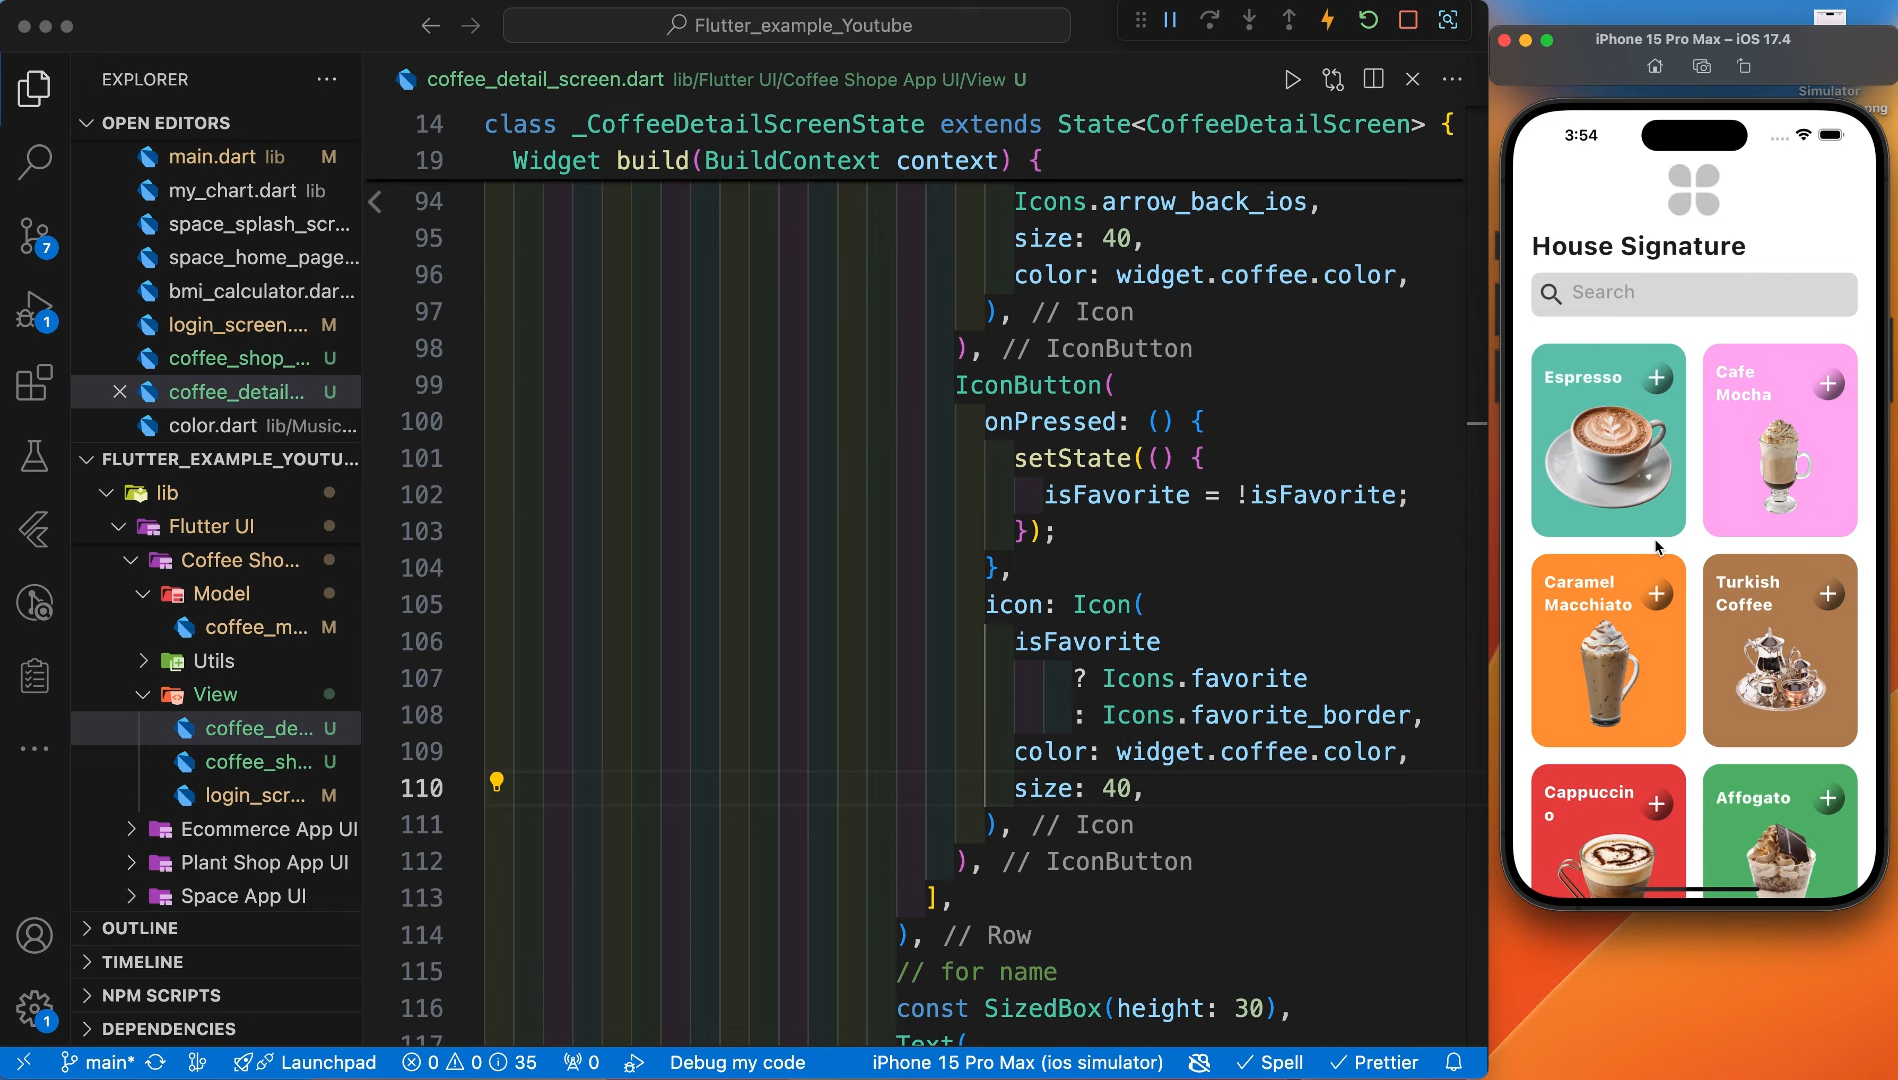 Flutter_example_Youtube
EXPLORER
OPEN EDITORS
main.dart lib M
my_chart.dart lib
space_splash_scr...
space_home_page...
bmi_calculator.dar...
login_screen.... M
coffee_shop_... U
coffee_detail... U
color.dart lib/Music...
FLUTTER_EXAMPLE_YOUTU...
lib
Flutter UI
Coffee Sho...
Model
coffee_m... M
Utils
View
coffee_de... U
coffee_sh... U
login_scr... M
Ecommerce App UI
Plant Shop App UI
Space App UI
OUTLINE
TIMELINE
NPM SCRIPTS
DEPENDENCIES
7
1
1
coffee_detail_screen.dart lib/Flutter UI/Coffee Shope App UI/View U
14 class _CoffeeDetailScreenState extends State<CoffeeDetailScreen> {
19 Widget build(BuildContext context) {
94 Icons.arrow_back_ios,
95 size: 40,
96 color: widget.coffee.color,
97 ), // Icon
98 ), // IconButton
99 IconButton(
100 onPressed: () {
101 setState(() {
102 isFavorite = !isFavorite;
103 });
104 },
105 icon: Icon(
106 isFavorite
107 ? Icons.favorite
108 : Icons.favorite_border,
109 color: widget.coffee.color,
110 size: 40,
111 ), // Icon
112 ), // IconButton
113 ],
114 ), // Row
115 // for name
116 const SizedBox(height: 30),
117 Text(
main* Launchpad 0 0 35 0 Debug my code iPhone 15 Pro Max (ios simulator) Spell Prettier
iPhone 15 Pro Max – iOS 17.4
Simulator
png
3:54
House Signature
Search
Espresso
Cafe
Mocha
Caramel
Macchiato
Turkish
Coffee
Cappuccin
o
Affogato